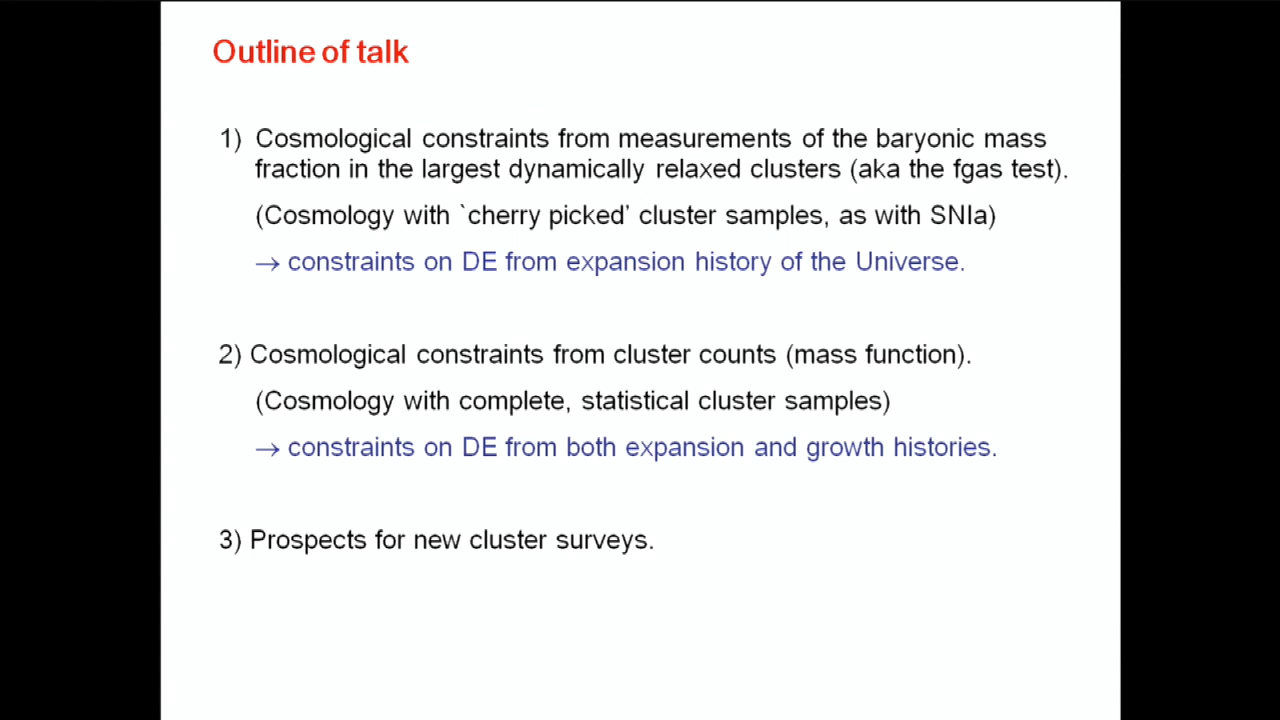 Outline of talk
1) Cosmological constraints from measurements of the baryonic mass
fraction in the largest dynamically relaxed clusters (aka the fgas test).
(Cosmology with `cherry picked’ cluster samples, as with SNIa)
→ constraints on DE from expansion history of the Universe.
2) Cosmological constraints from cluster counts (mass function).
(Cosmology with complete, statistical cluster samples)
→ constraints on DE from both expansion and growth histories.
3) Prospects for new cluster surveys.